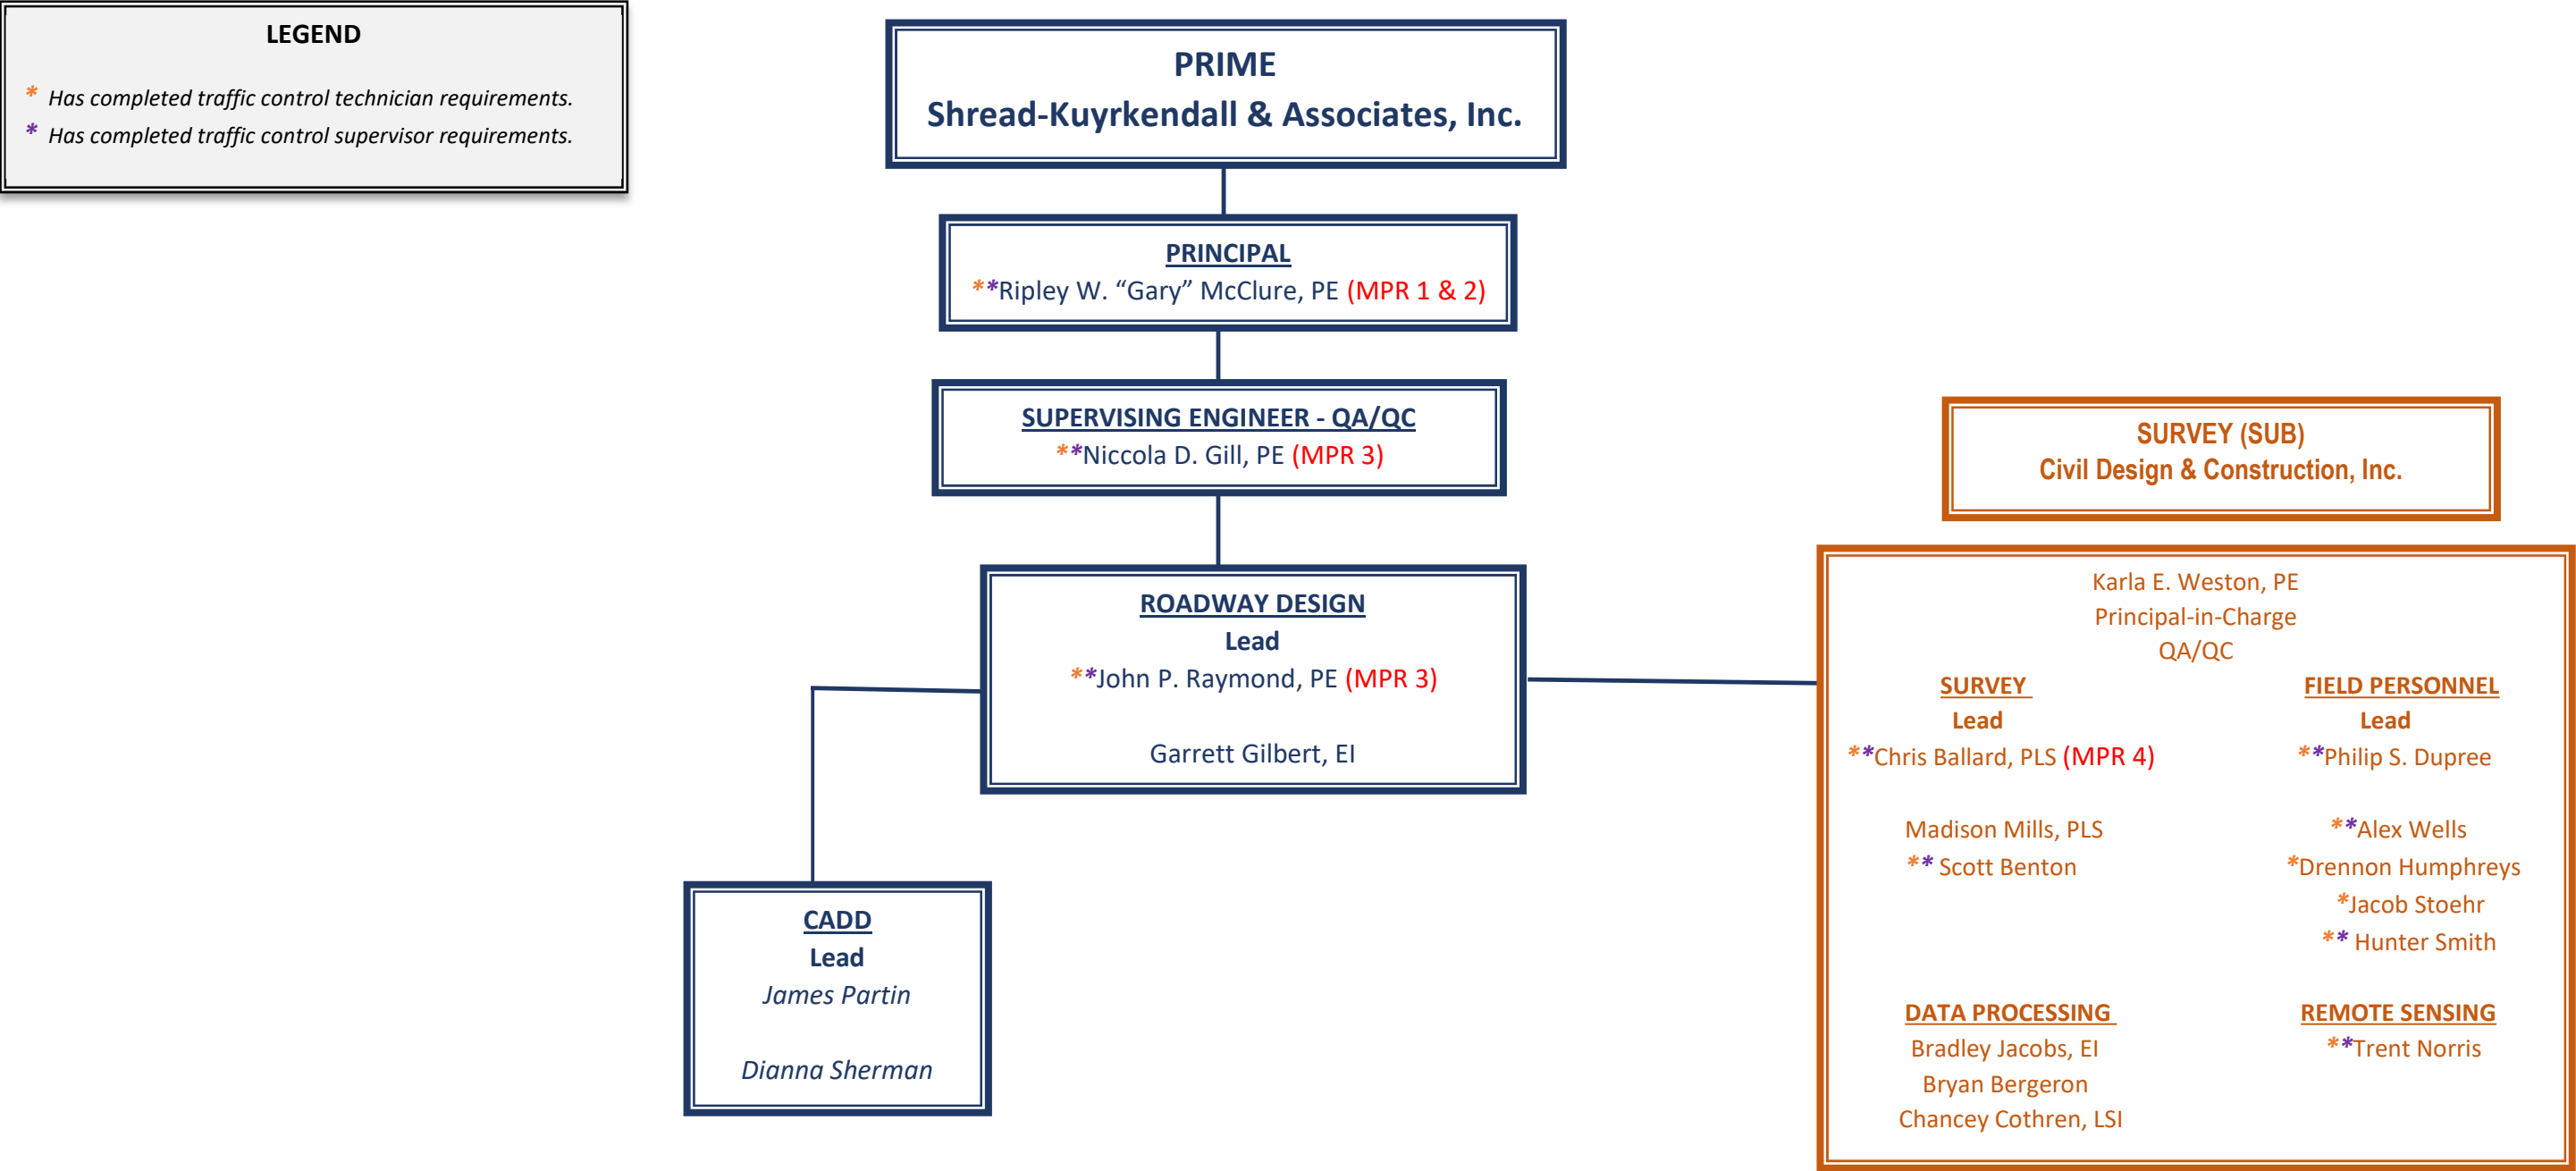 LEGEND
* Has completed traffic control technician requirements.
* Has completed traffic control supervisor requirements.
PRIME
Shread-Kuyrkendall & Associates, Inc.
PRINCIPAL
**Ripley W. “Gary” McClure, PE (MPR 1 & 2)
SUPERVISING ENGINEER - QA/QC
**Niccola D. Gill, PE (MPR 3)
ROADWAY DESIGN
Lead
**John P. Raymond, PE (MPR 3)
Garrett Gilbert, EI
CADD
Lead
James Partin
Dianna Sherman
SURVEY (SUB)
Civil Design & Construction, Inc.
Karla E. Weston, PE
Principal-in-Charge
QA/QC
SURVEY
Lead
**Chris Ballard, PLS (MPR 4)
Madison Mills, PLS
** Scott Benton
FIELD PERSONNEL
Lead
**Philip S. Dupree
**Alex Wells
*Drennon Humphreys
*Jacob Stoehr
** Hunter Smith
DATA PROCESSING
Bradley Jacobs, EI
Bryan Bergeron
Chancey Cothren, LSI
REMOTE SENSING
**Trent Norris